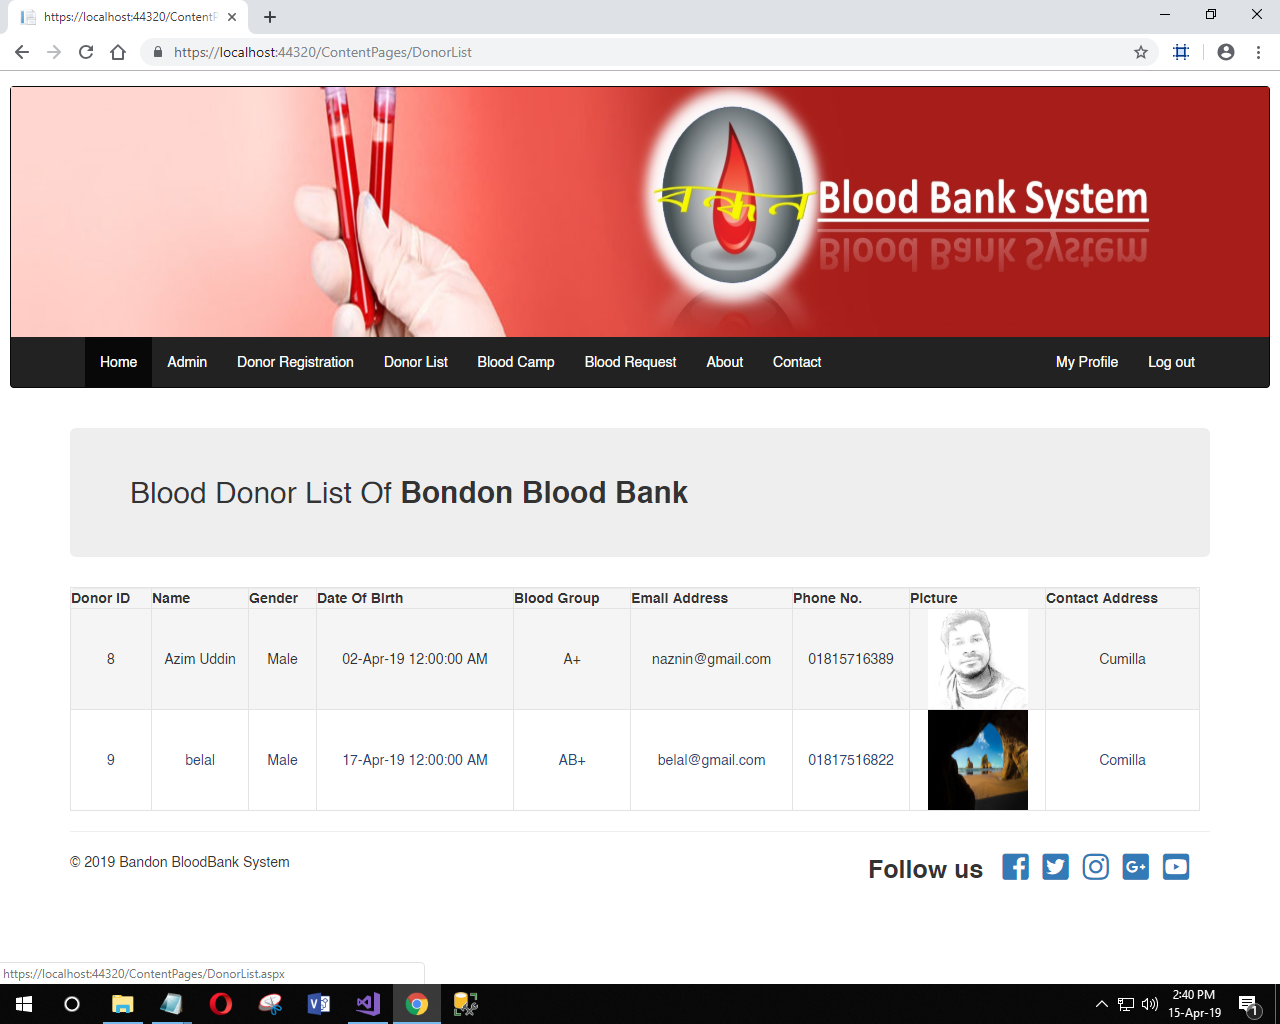 https://localhost:44320/ContentP
https://localhost:44320/ContentPages/DonorList
বন্ধন
Blood Bank System
Blood Bank System
Home Admin Donor Registration Donor List Blood Camp Blood Request About Contact My Profile Log out
Blood Donor List Of Bondon Blood Bank
Donor ID Name Gender Date Of Birth Blood Group Email Address Phone No. Picture Contact Address
8 Azim Uddin Male 02-Apr-19 12:00:00 AM A+ naznin@gmail.com 01815716389 Cumilla
9 belal Male 17-Apr-19 12:00:00 AM AB+ belal@gmail.com 01817516822 Comilla
© 2019 Bandon BloodBank System
Follow us
https://localhost:44320/ContentPages/DonorList.aspx
2:40 PM
15-Apr-19
1